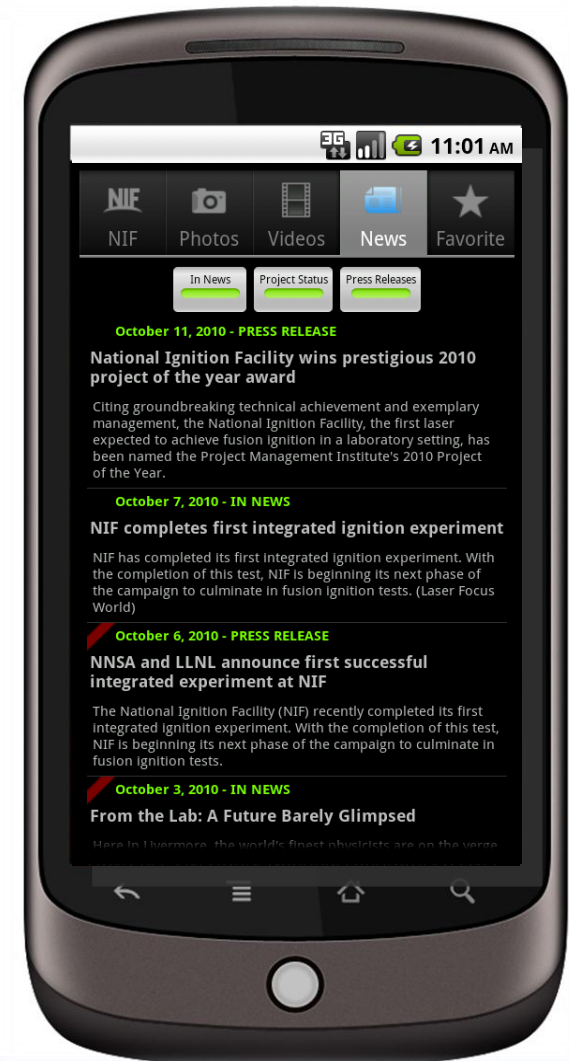 3G 11:01 AM
NIF
NIF Photos Videos News Favorite
In News Project Status Press Releases
October 11, 2010 - PRESS RELEASE
National Ignition Facility wins prestigious 2010
project of the year award
Citing groundbreaking technical achievement and exemplary
management, the National Ignition Facility, the first laser
expected to achieve fusion ignition in a laboratory setting, has
been named the Project Management Institute's 2010 Project
of the Year.
October 7, 2010 - IN NEWS
NIF completes first integrated ignition experiment
NIF has completed its first integrated ignition experiment. With
the completion of this test, NIF is beginning its next phase of
the campaign to culminate in fusion ignition tests. (Laser Focus
World)
October 6, 2010 - PRESS RELEASE
NNSA and LLNL announce first successful
integrated experiment at NIF
The National Ignition Facility (NIF) recently completed its first
integrated ignition experiment. With the completion of this test,
NIF is beginning its next phase of the campaign to culminate in
fusion ignition tests.
October 3, 2010 - IN NEWS
From the Lab: A Future Barely Glimpsed
Here in Livermore, the world's finest physicists are on the verge